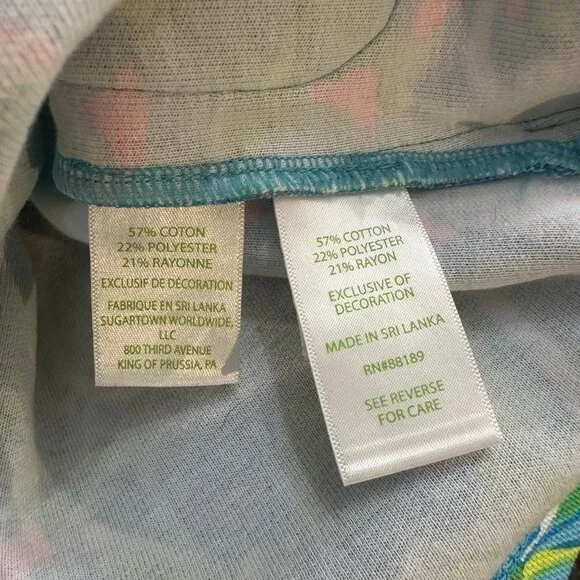 57% COTTON
22% POLYESTER
21% RAYONNE
EXCLUSIF DE DÉCORATION
FABRIQUE EN SRI LANKA
SUGARTOWN WORLDWIDE,
LLC
800 THIRD AVENUE
KING OF PRUSSIA, PA
57% COTTON
22% POLYESTER
21% RAYON
EXCLUSIVE OF
DECORATION
MADE IN SRI LANKA
RN#88189
SEE REVERSE
FOR CARE